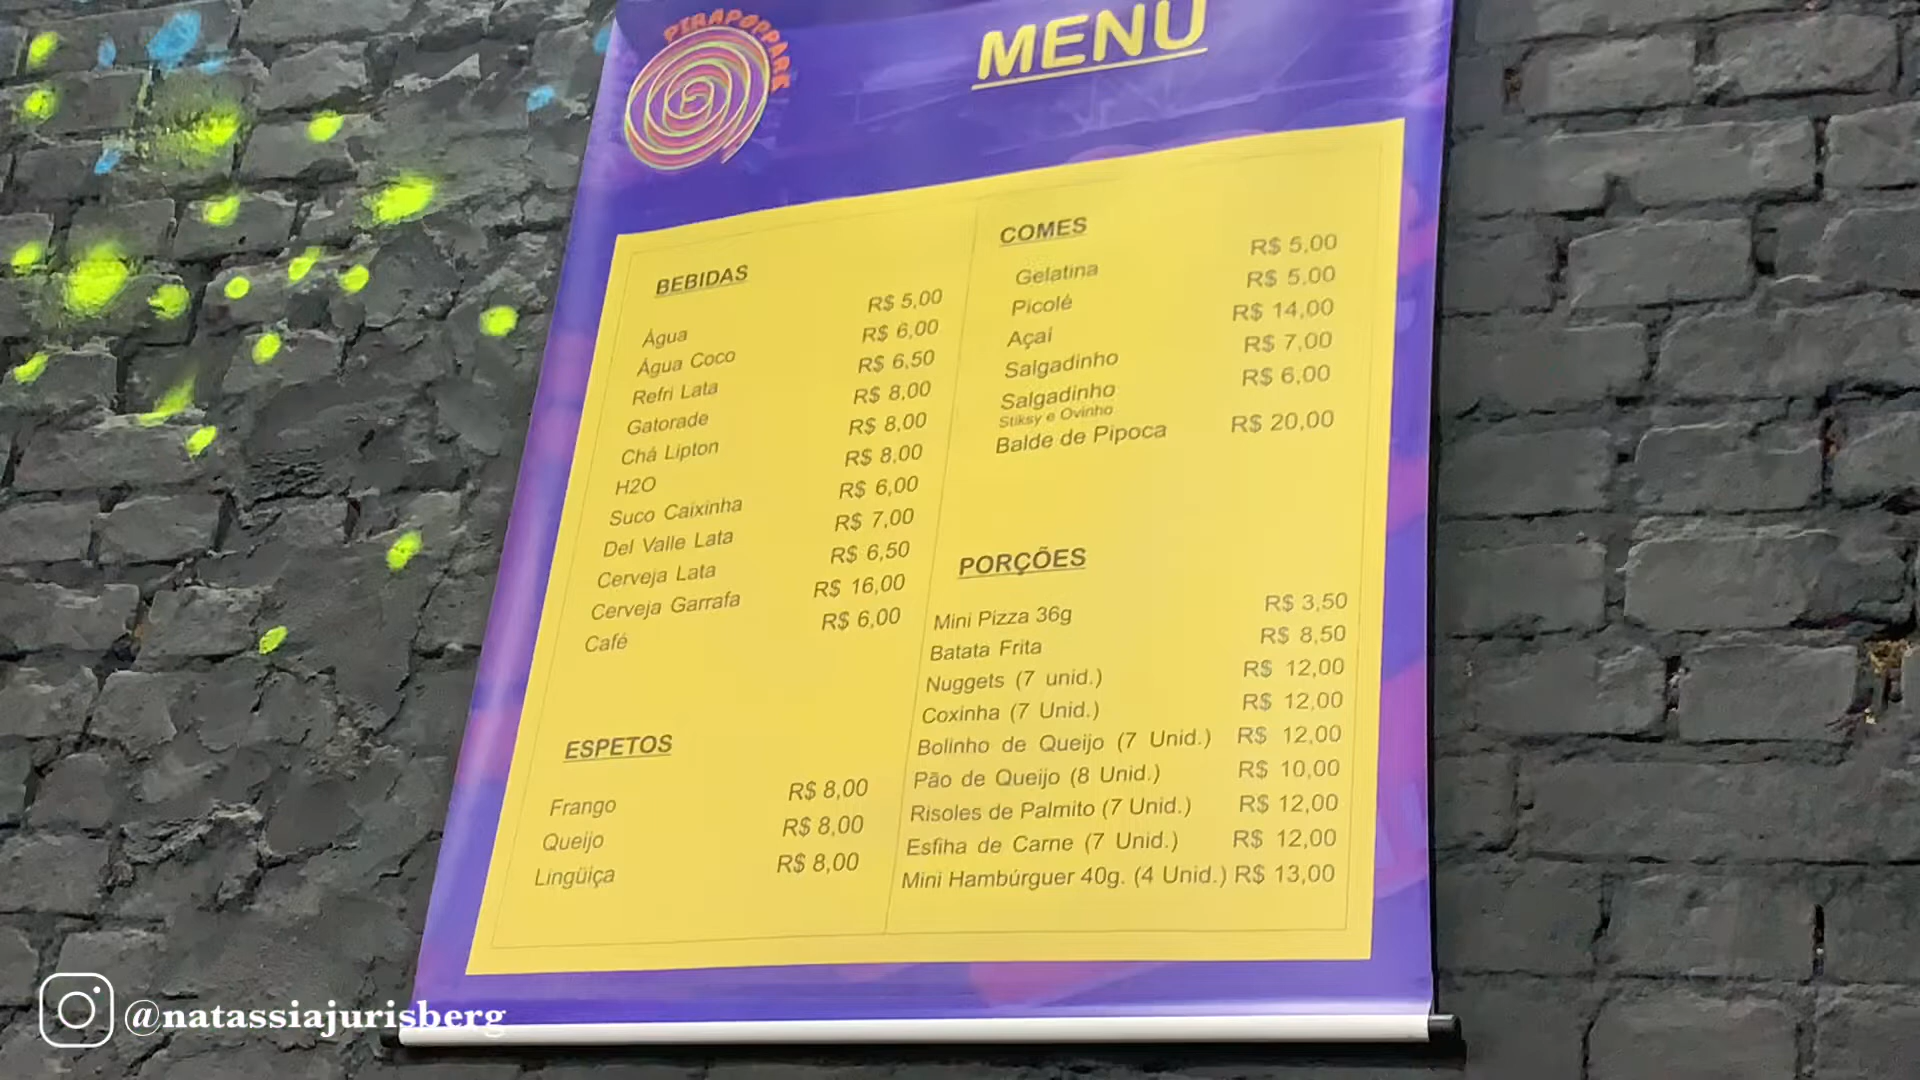 PIRAPOPPARK
MENU
BEBIDAS
Água R$ 5,00
Água Coco R$ 6,00
Refri Lata R$ 6,50
Gatorade R$ 8,00
Chá Lipton R$ 8,00
H2O R$ 8,00
Suco Caixinha R$ 6,00
Del Valle Lata R$ 7,00
Cerveja Lata R$ 6,50
Cerveja Garrafa R$ 16,00
Café R$ 6,00
ESPETOS
Frango R$ 8,00
Queijo R$ 8,00
Lingüiça R$ 8,00
COMES
Gelatina R$ 5,00
Picolé R$ 5,00
Açaí R$ 14,00
Salgadinho R$ 7,00
Salgadinho R$ 6,00
Stiksy e Ovinho
Balde de Pipoca R$ 20,00
PORÇÕES
Mini Pizza 36g R$ 3,50
Batata Frita R$ 8,50
Nuggets (7 unid.) R$ 12,00
Coxinha (7 Unid.) R$ 12,00
Bolinho de Queijo (7 Unid.) R$ 12,00
Pão de Queijo (8 Unid.) R$ 10,00
Risoles de Palmito (7 Unid.) R$ 12,00
Esfiha de Carne (7 Unid.) R$ 12,00
Mini Hambúrguer 40g. (4 Unid.) R$ 13,00
@natassiajurisberg